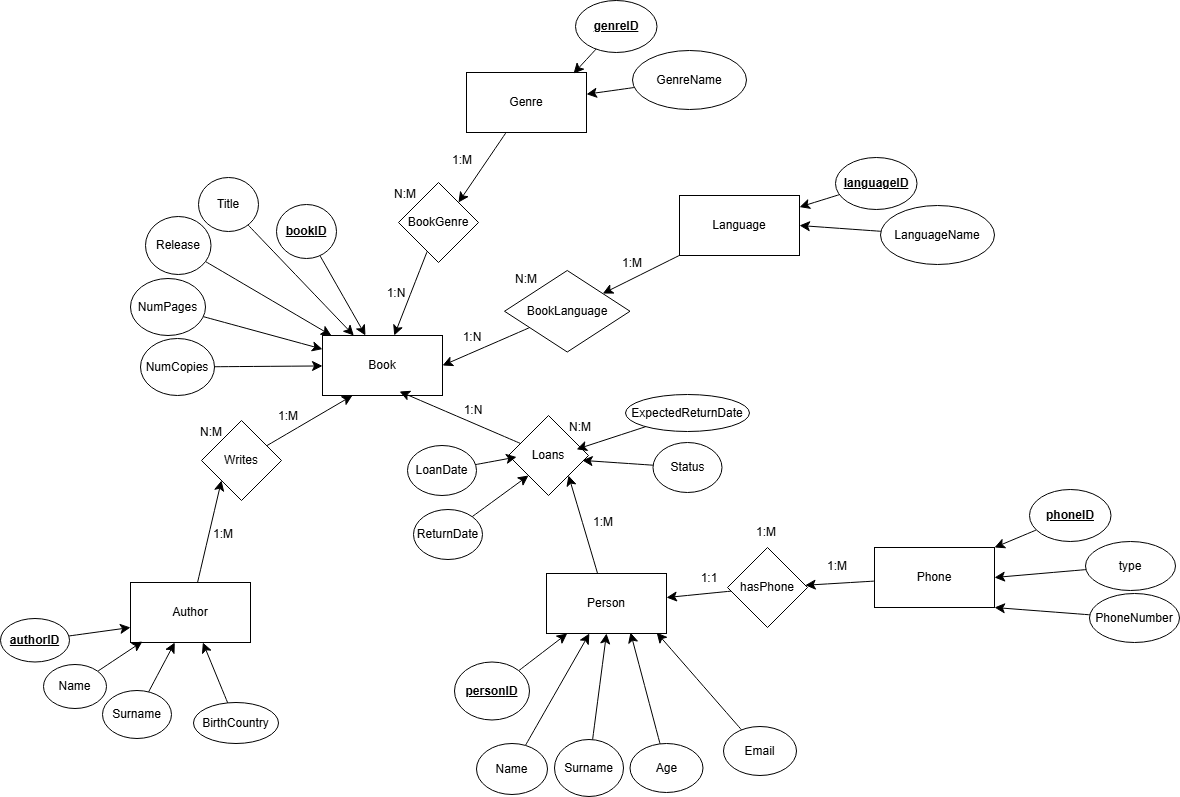 genreID
GenreName
Genre
1:M
N:M
BookGenre
1:N
languageID
LanguageName
Language
1:M
N:M
BookLanguage
1:N
Title
bookID
Release
NumPages
NumCopies
Book
1:M
N:M
Writes
1:M
1:N
N:M
Loans
ExpectedReturnDate
Status
LoanDate
ReturnDate
1:M
Author
authorID
Name
Surname
BirthCountry
Person
1:1
1:M
hasPhone
1:M
Phone
phoneID
type
PhoneNumber
personID
Name
Surname
Age
Email